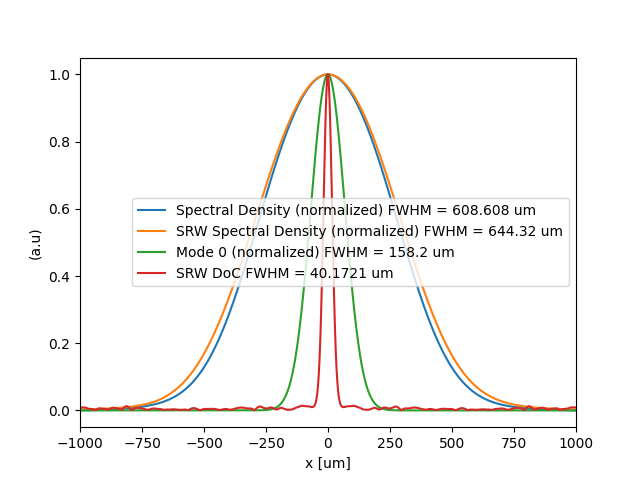 1.0
0.8
0.6
0.4
0.2
0.0
(a.u)
Spectral Density (normalized) FWHM = 608.608 um
SRW Spectral Density (normalized) FWHM = 644.32 um
Mode 0 (normalized) FWHM = 158.2 um
SRW DoC FWHM = 40.1721 um
−1000 −750 −500 −250 0 250 500 750 1000
x [um]